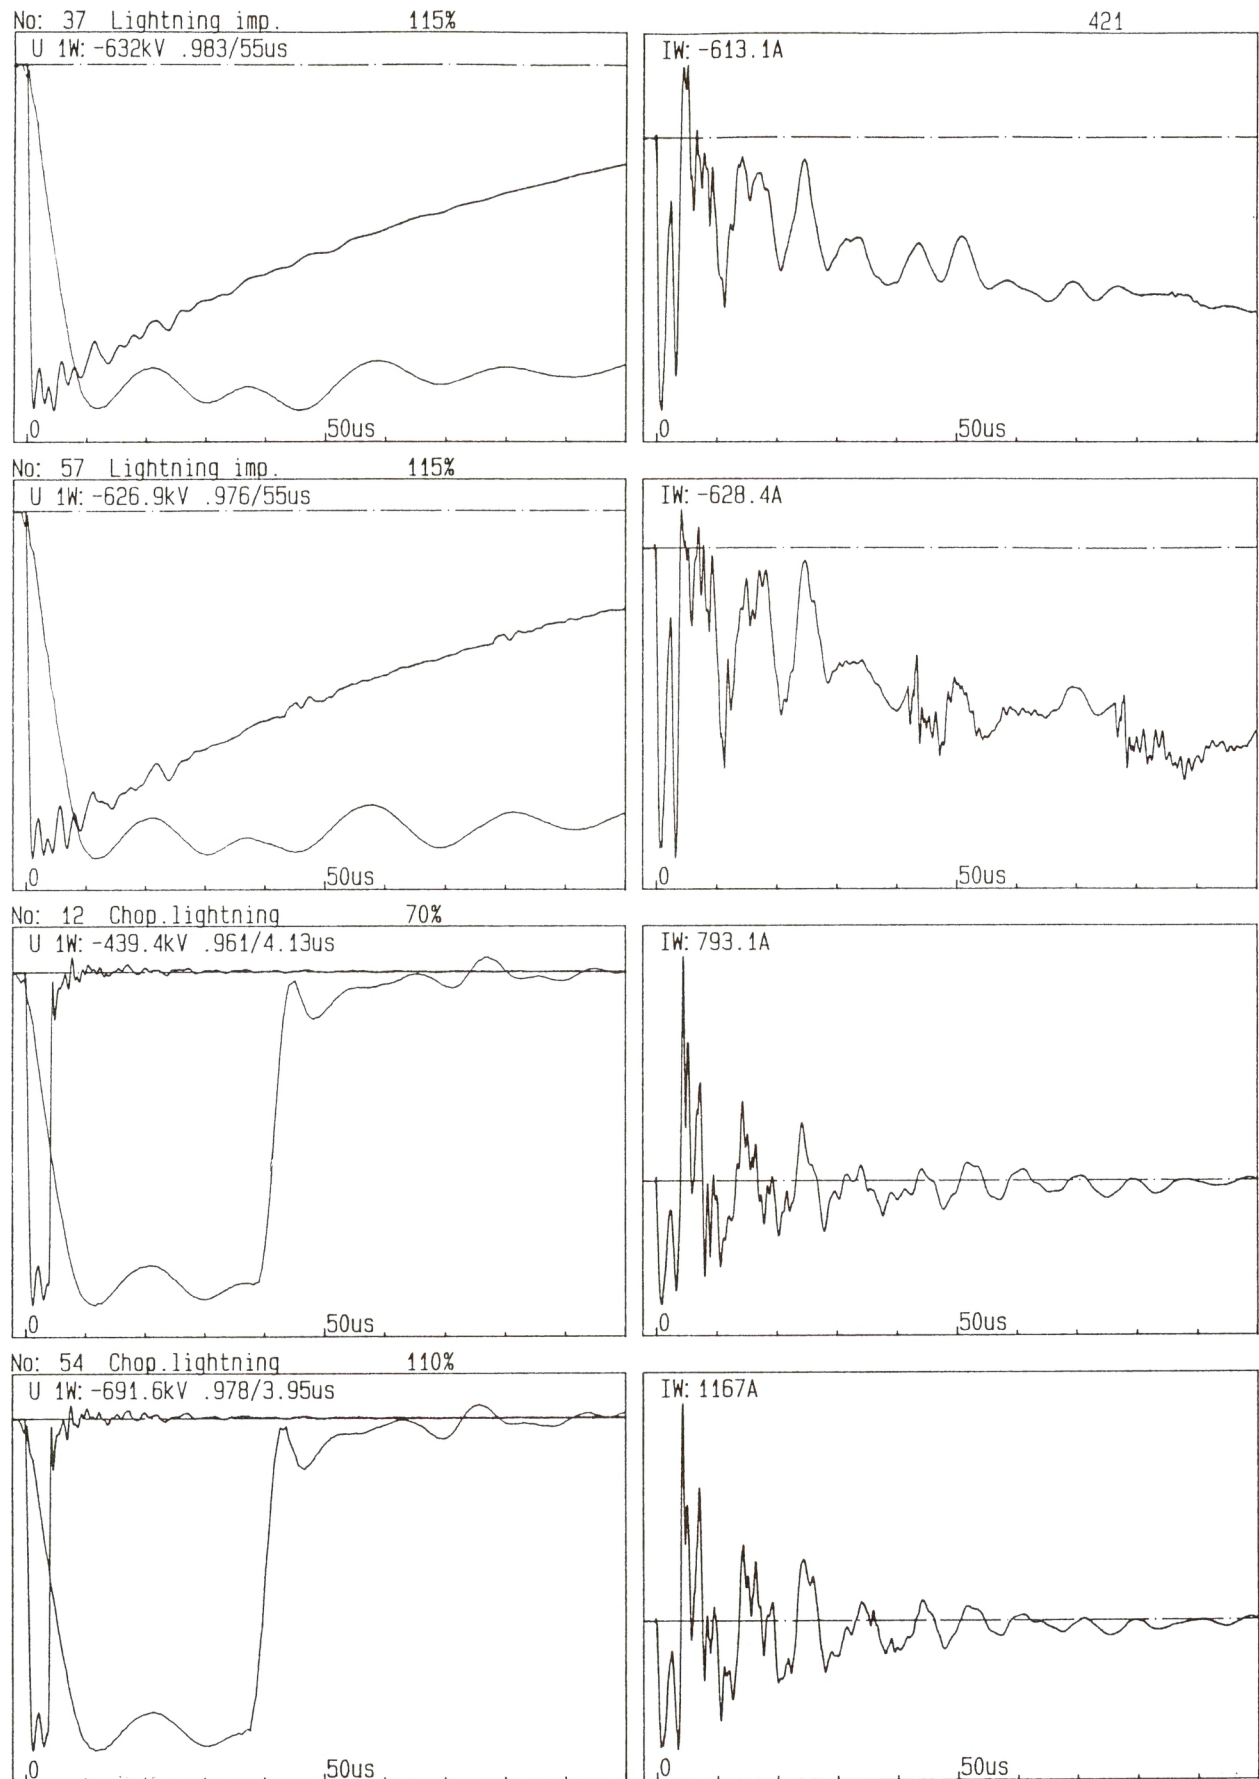 No: 37 Lightning imp. 115% 421
U 1W: -632kV .983/55us
IW: -613.1A
0 50us
0 50us
No: 57 Lightning imp. 115%
U 1W: -626.9kV .976/55us
IW: -628.4A
0 50us
0 50us
No: 12 Chop.lightning 70%
U 1W: -439.4kV .961/4.13us
IW: 793.1A
0 50us
0 50us
No: 54 Chop.lightning 110%
U 1W: -691.6kV .978/3.95us
IW: 1167A
0 50us
0 50us